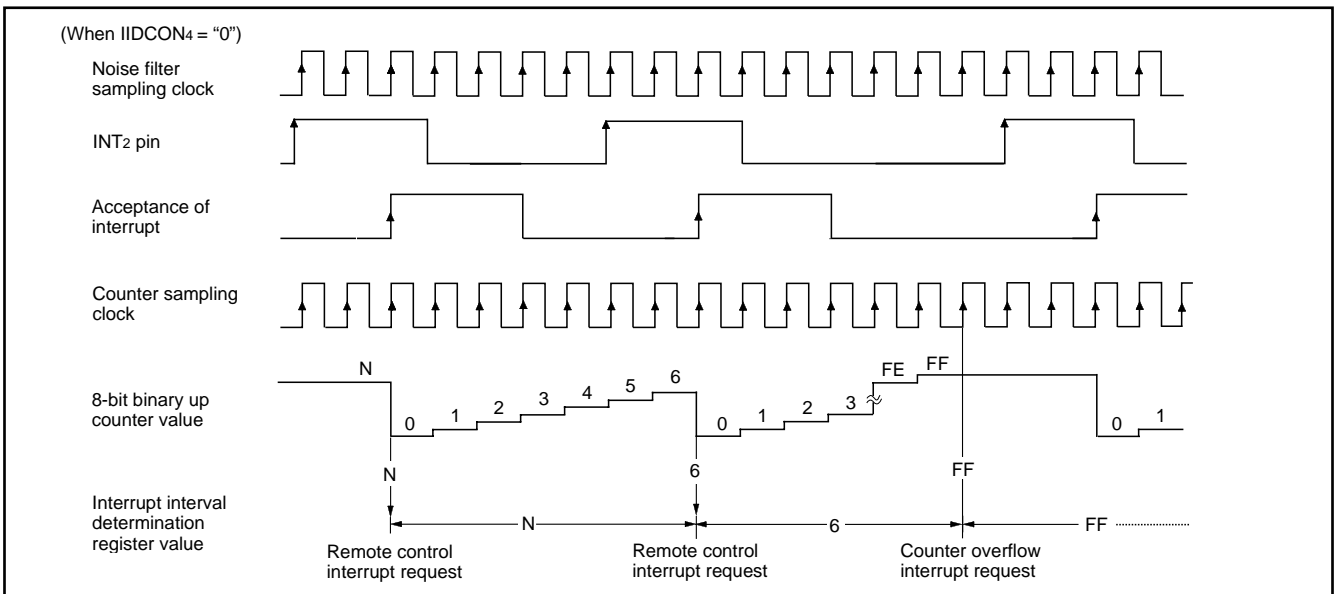 (When IIDCON4 = “0”)
Noise filter
sampling clock
INT2 pin
Acceptance of
interrupt
Counter sampling
clock
8-bit binary up
counter value
N
0
1
2
3
4
5
6
0
1
2
3
FE
FF
0
1
N
6
FF
Interrupt interval
determination
register value
N
6
FF
Remote control
interrupt request
Remote control
interrupt request
Counter overflow
interrupt request